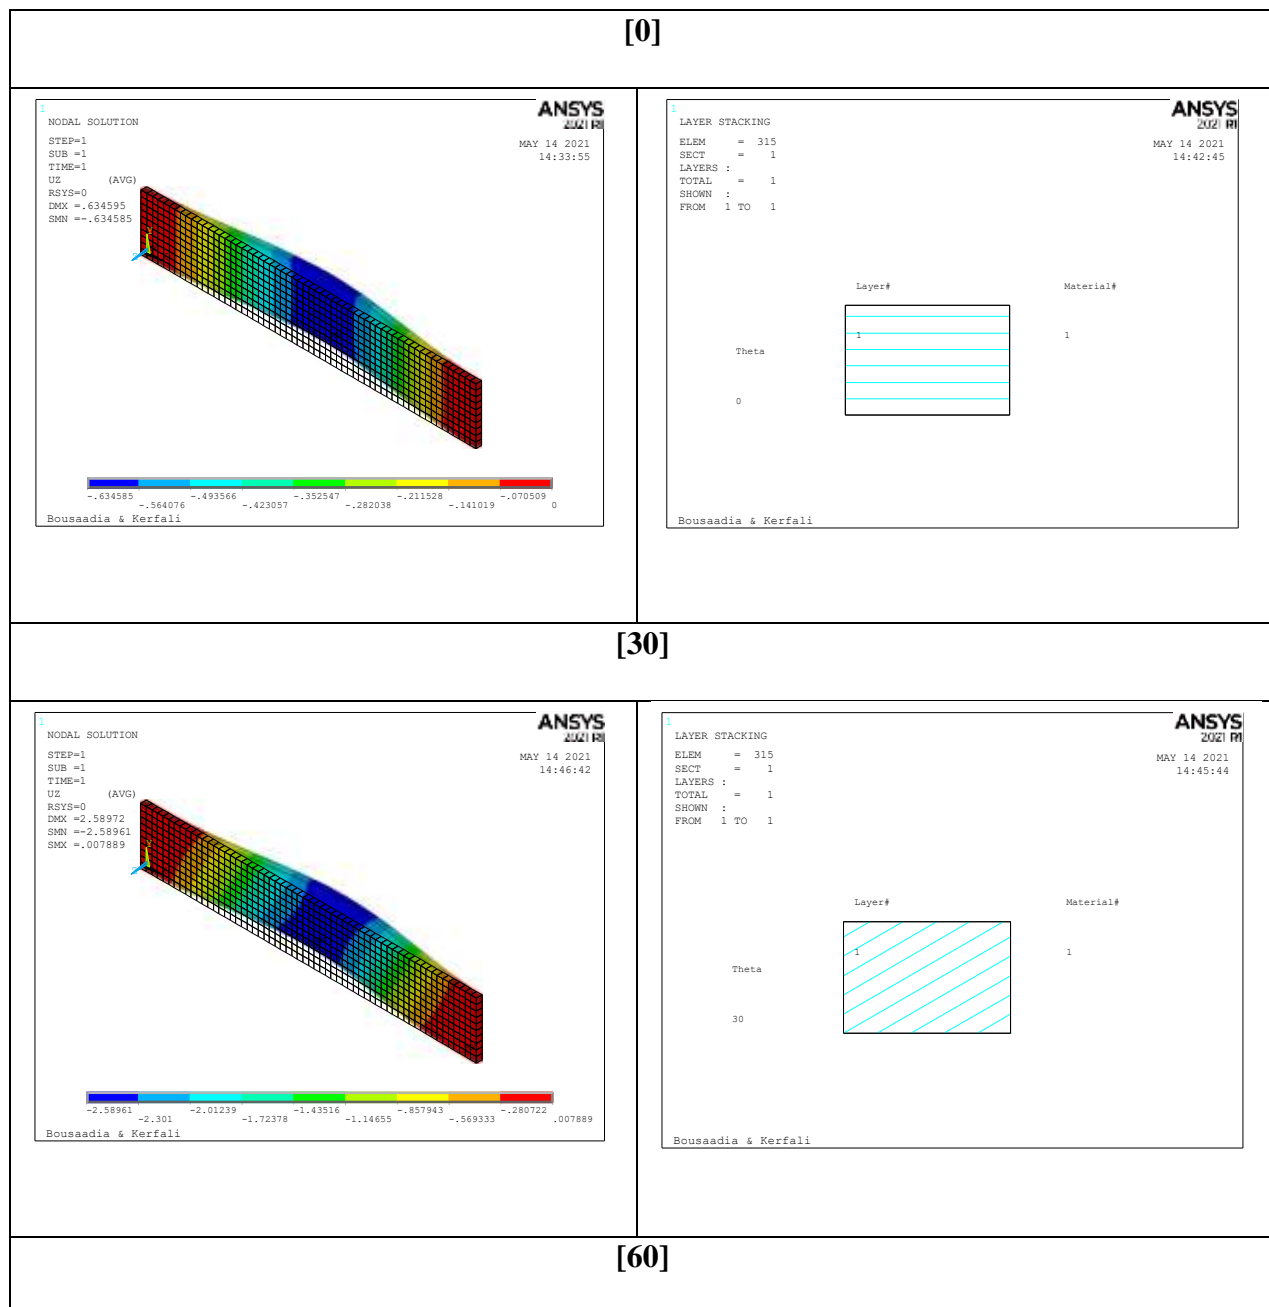 [0]
1
ANSYS
2021 R1
NODAL SOLUTION
STEP=1
SUB =1
TIME=1
UZ (AVG)
RSYS=0
DMX =.634595
SMN =-.634585
MAY 14 2021
14:33:55
-.634585 -.493566 -.352547 -.211528 -.070509
-.564076 -.423057 -.282038 -.141019 0
Bousaadia & Kerfali
1
ANSYS
2021 R1
LAYER STACKING
ELEM = 315
SECT = 1
LAYERS :
TOTAL = 1
SHOWN :
FROM 1 TO 1
MAY 14 2021
14:42:45
Layer# Material#
1 1
Theta
0
Bousaadia & Kerfali
[30]
1
ANSYS
2021 R1
NODAL SOLUTION
STEP=1
SUB =1
TIME=1
UZ (AVG)
RSYS=0
DMX =2.58972
SMN =-2.58961
SMX =.007889
MAY 14 2021
14:46:42
-2.58961 -2.01239 -1.43516 -.857943 -.280722
-2.301 -1.72378 -1.14655 -.569333 .007889
Bousaadia & Kerfali
1
ANSYS
2021 R1
LAYER STACKING
ELEM = 315
SECT = 1
LAYERS :
TOTAL = 1
SHOWN :
FROM 1 TO 1
MAY 14 2021
14:45:44
Layer# Material#
1 1
Theta
30
Bousaadia & Kerfali
[60]